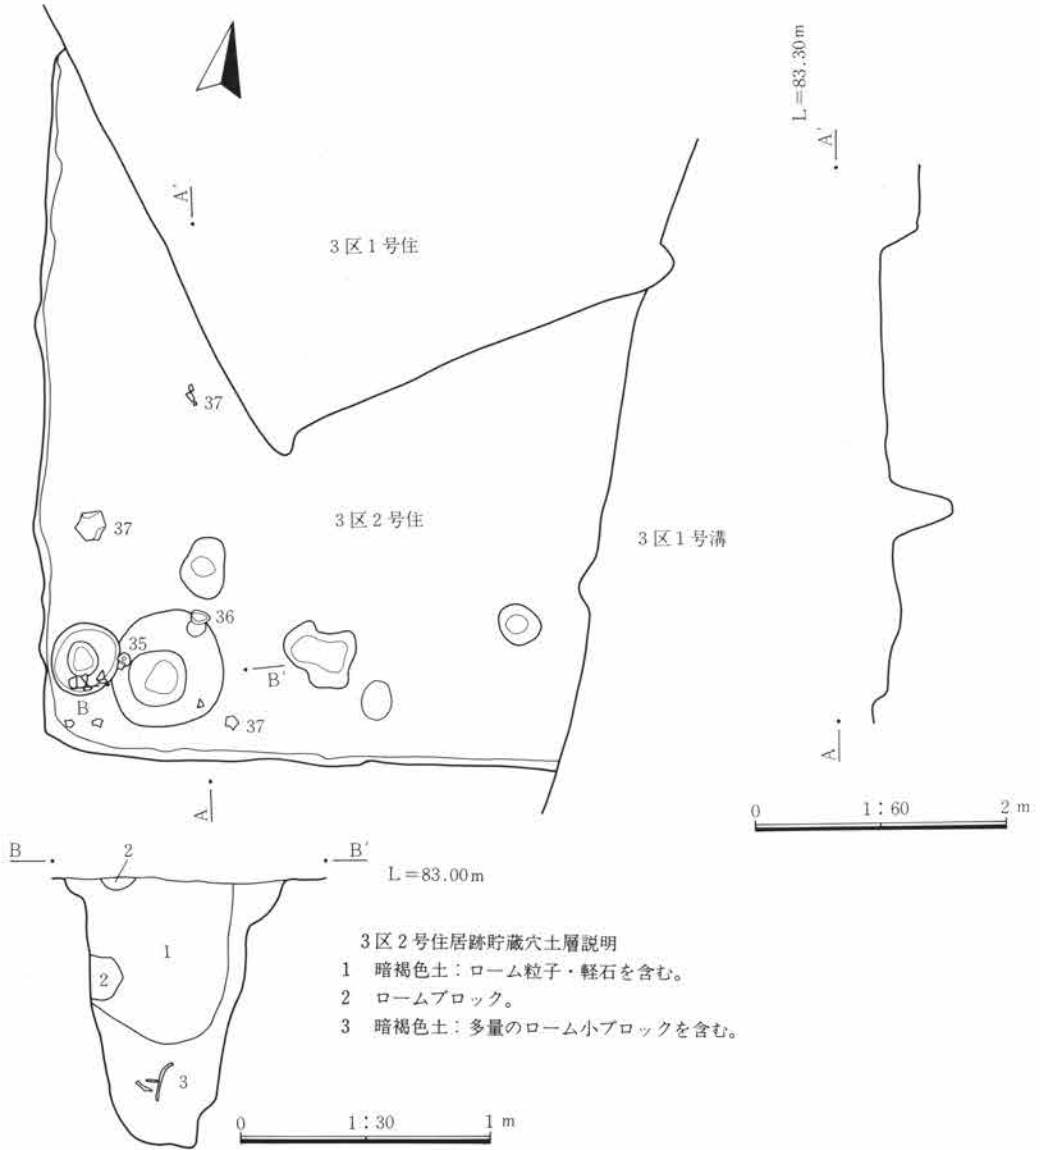 L=83.30m
A'
A'
3区1号住
37
3区2号住
37
3区1号溝
36
35
B'
B
37
A
A
0 1:60 2 m
B 2 B'
L=83.00m
1
2
3
3区2号住居跡貯蔵穴土層説明
1 暗褐色土:ローム粒子・軽石を含む。
2 ロームブロック。
3 暗褐色土:多量のローム小ブロックを含む。
0 1:30 1 m